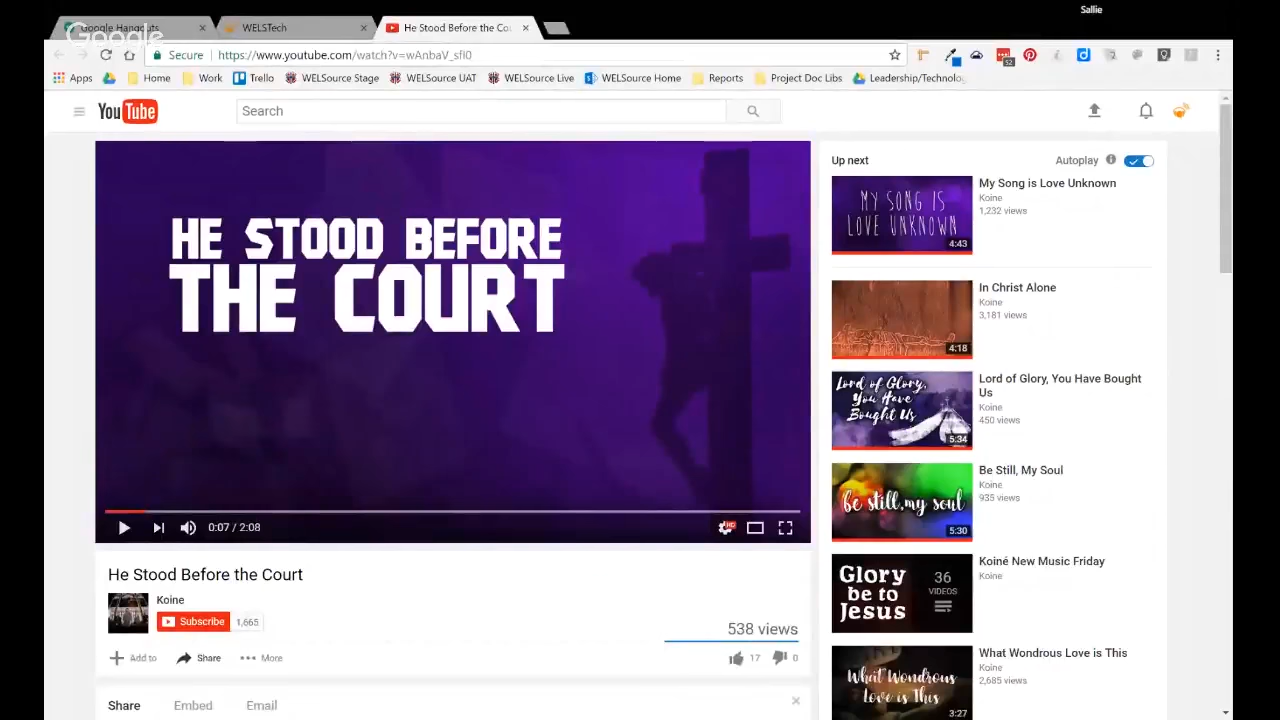 Sallie
Google Hangouts
WELSTech
He Stood Before the Cou
Google
Secure
https://www.youtube.com/watch?v=wAnbaV_sfI0
52
Apps
Home
Work
Trello
WELSource Stage
WELSource UAT
WELSource Live
WELSource Home
Reports
Project Doc Libs
Leadership/Technolog
YouTube
Search
HE STOOD BEFORE
THE COURT
0:07 / 2:08
HD
He Stood Before the Court
Koine
Subscribe
1,665
538 views
Add to
Share
More
17
0
Share
Embed
Email
Up next
Autoplay
MY SONG IS
LOVE UNKNOWN
4:43
My Song is Love Unknown
Koine
1,232 views
4:18
In Christ Alone
Koine
3,181 views
Lord of Glory,
You Have
Bought Us
5:34
Lord of Glory, You Have Bought
Us
Koine
450 views
be still, my soul
5:30
Be Still, My Soul
Koine
935 views
Glory
be to
Jesus
36
VIDEOS
Koiné New Music Friday
Koine
What Wondrous
Love is This
3:27
What Wondrous Love is This
Koine
2,685 views